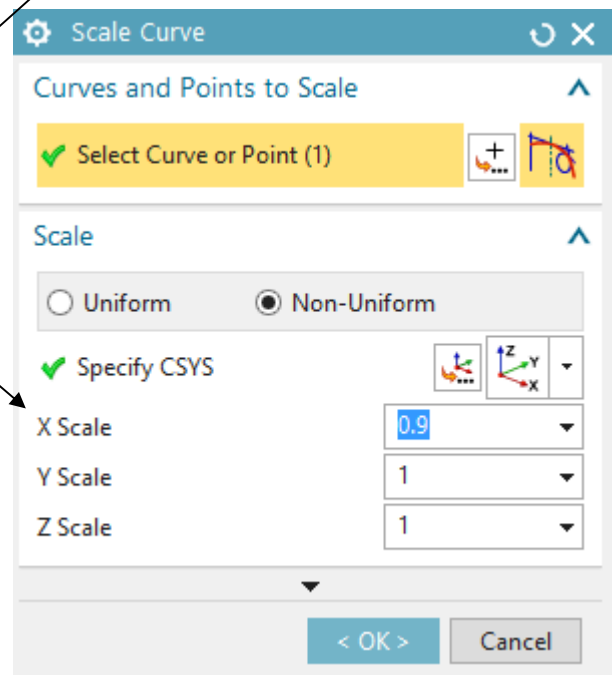 Scale Curve
Curves and Points to Scale
Select Curve or Point (1)
Scale
Uniform Non-Uniform
Specify CSYS
Z
Y
X
X Scale 0.9
Y Scale 1
Z Scale 1
< OK > Cancel